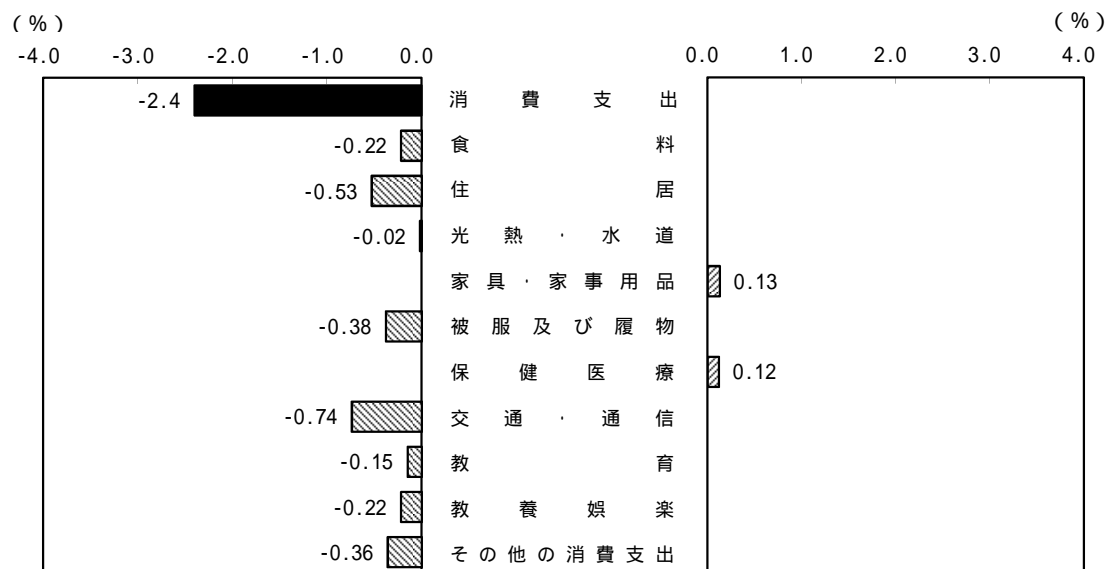 (%) (%)
-4.0 -3.0 -2.0 -1.0 0.0 0.0 1.0 2.0 3.0 4.0
-2.4 消費支出
-0.22 食料
-0.53 住居
-0.02 光熱・水道
家具・家事用品 0.13
-0.38 被服及び履物
保健医療 0.12
-0.74 交通・通信
-0.15 教育
-0.22 教養娯楽
-0.36 その他の消費支出